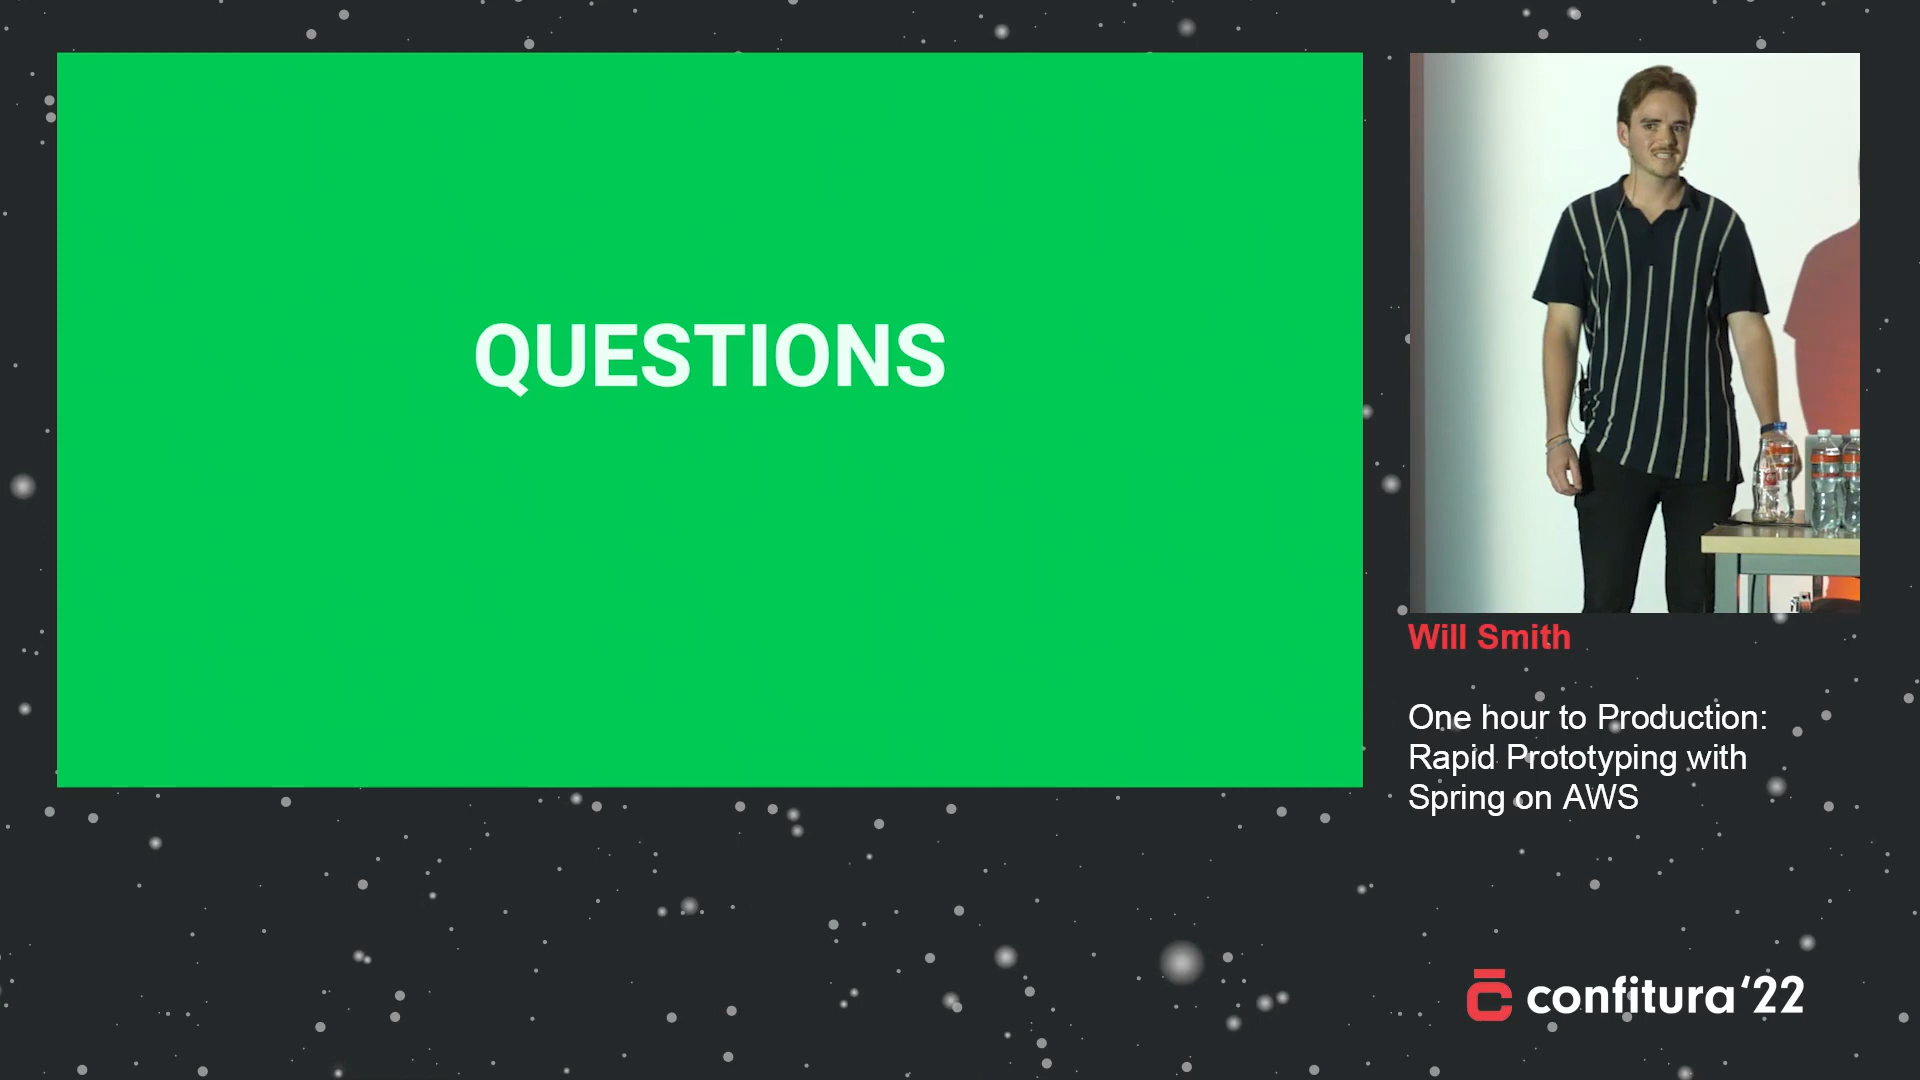 QUESTIONS
Will Smith
One hour to Production:
Rapid Prototyping with
Spring on AWS
confitura '22